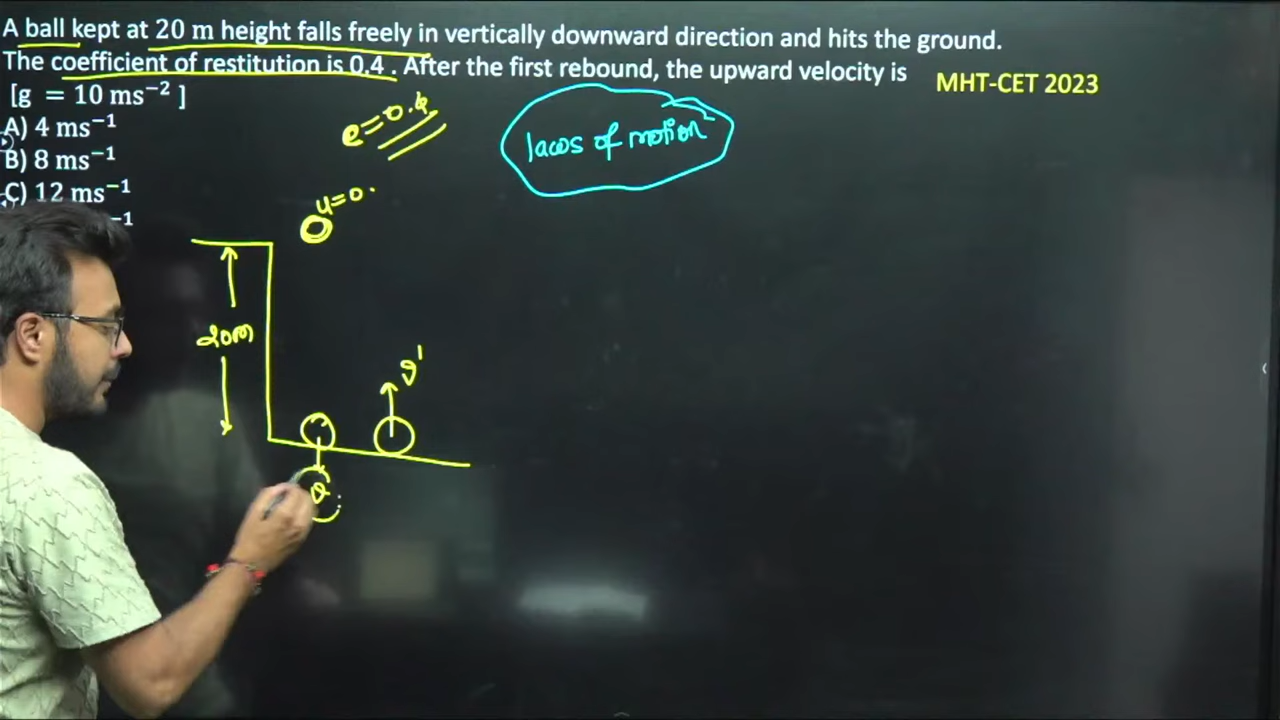 A ball kept at 20 m height falls freely in vertically downward direction and hits the ground.
The coefficient of restitution is 0.4 . After the first rebound, the upward velocity is
MHT-CET 2023
[g = 10 ms⁻² ]
A) 4 ms⁻¹
B) 8 ms⁻¹
C) 12 ms⁻¹
⁻¹
e=0.4
laws of motion
u=0.
20m
v'
v